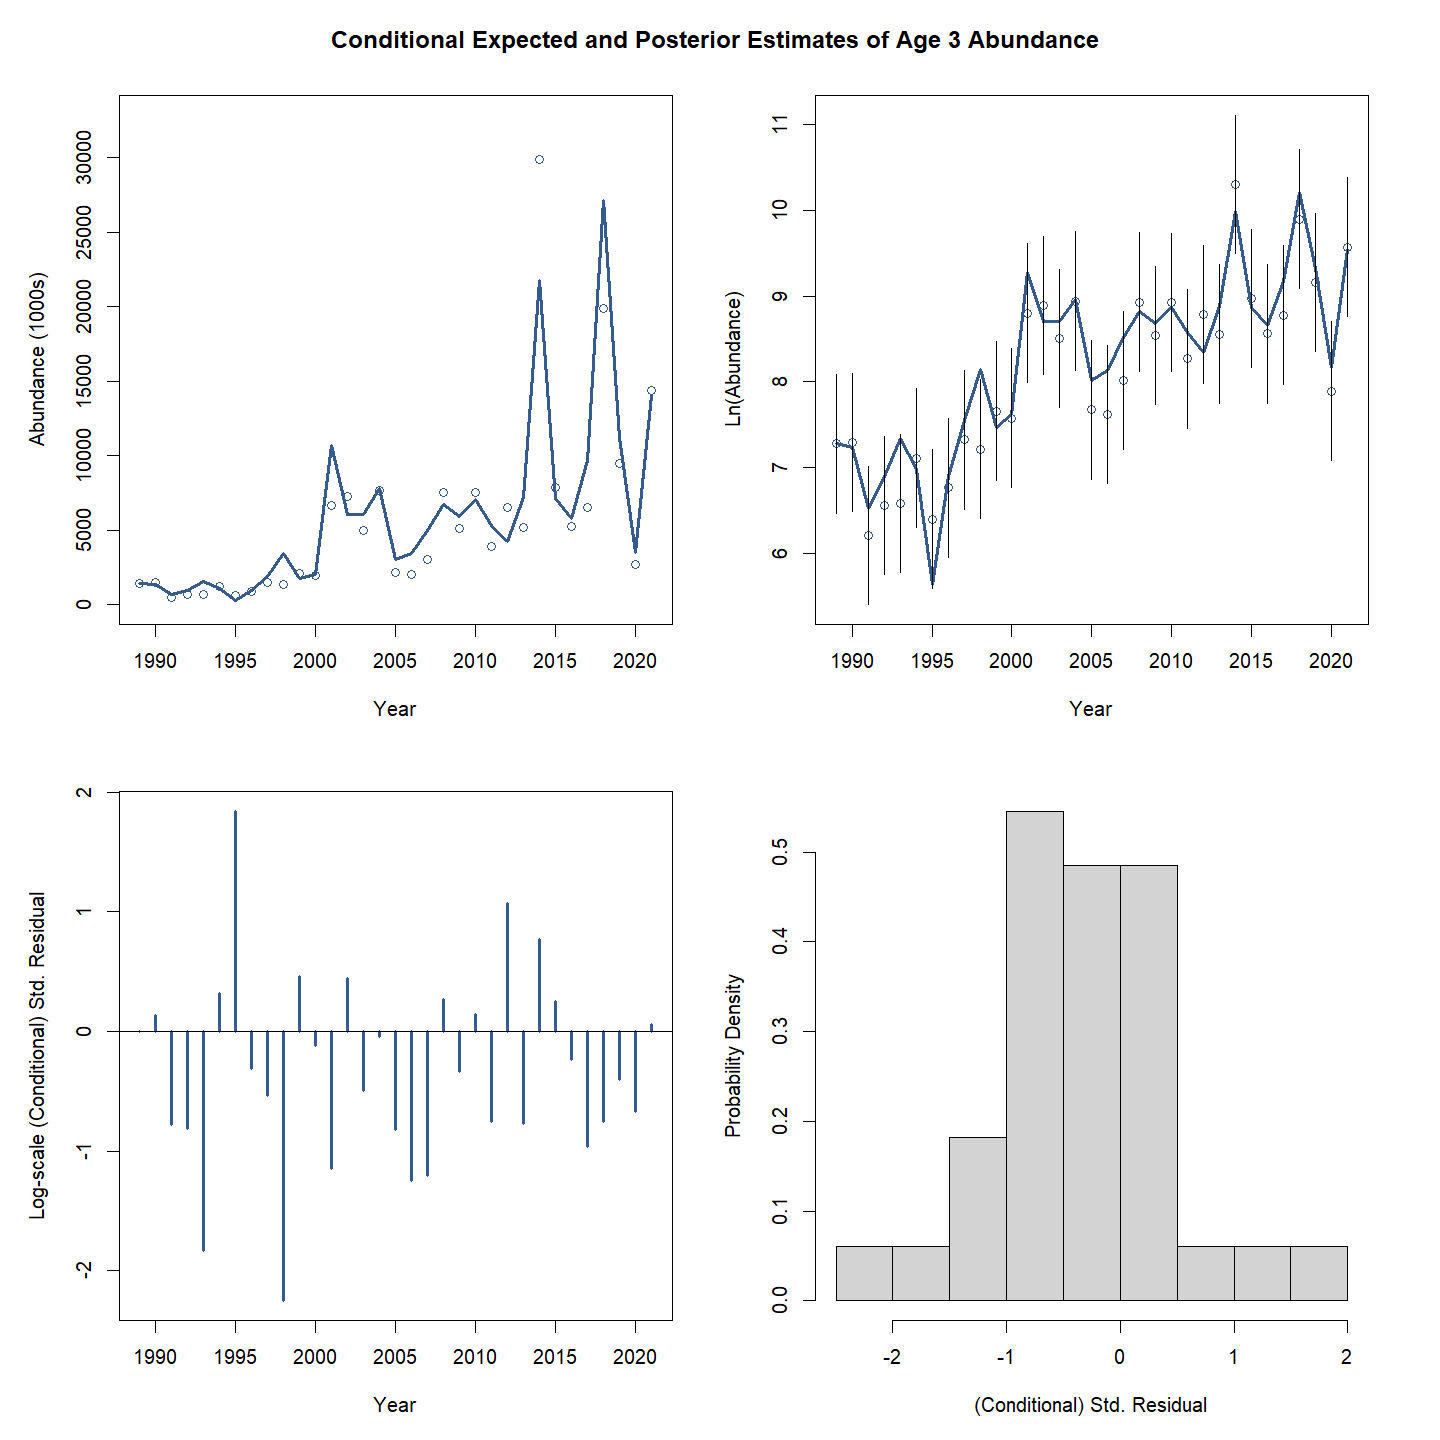 Conditional Expected and Posterior Estimates of Age 3 Abundance
Abundance (1000s)
30000
25000
20000
15000
10000
5000
0
1990 1995 2000 2005 2010 2015 2020
Year
Ln(Abundance)
11
10
9
8
7
6
1990 1995 2000 2005 2010 2015 2020
Year
Log-scale (Conditional) Std. Residual
2
1
0
-1
-2
1990 1995 2000 2005 2010 2015 2020
Year
Probability Density
0.5
0.4
0.3
0.2
0.1
0.0
-2 -1 0 1 2
(Conditional) Std. Residual